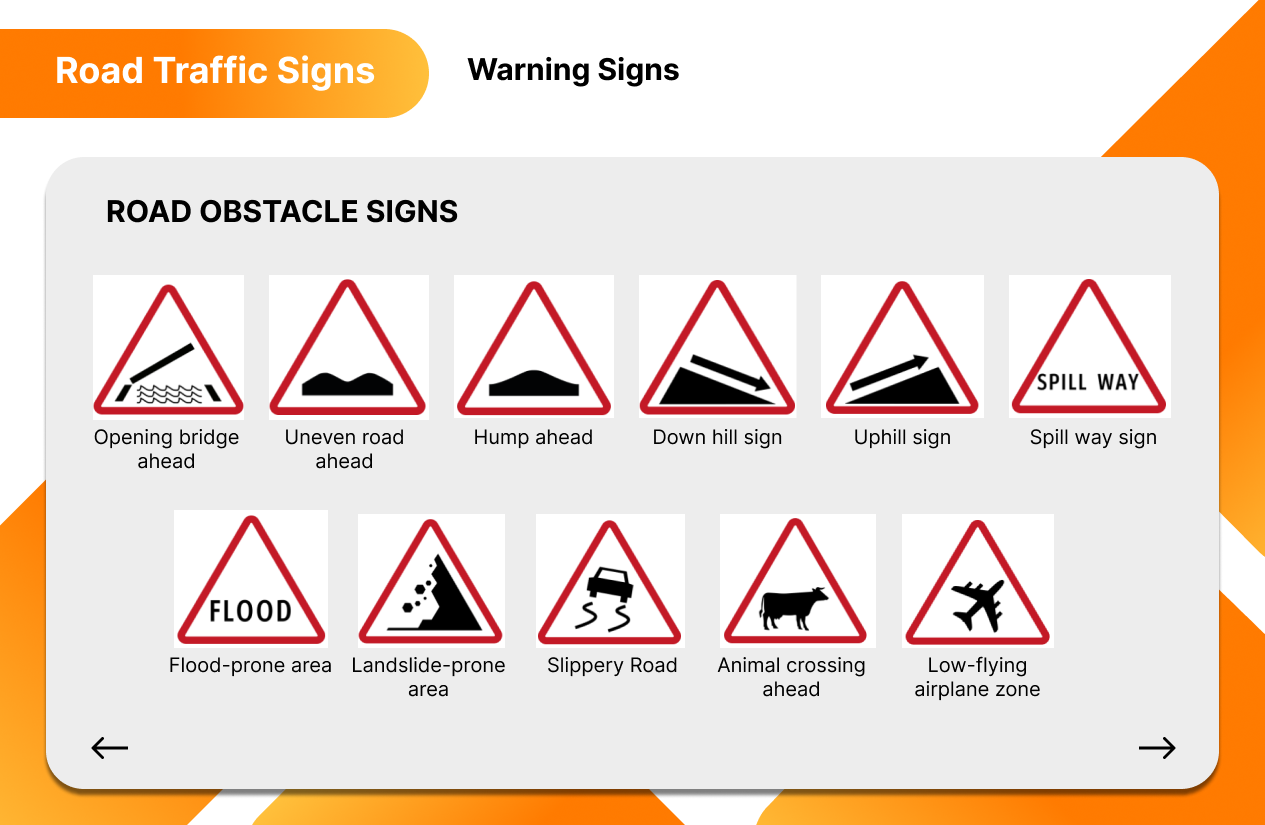 Road Traffic Signs
Warning Signs
ROAD OBSTACLE SIGNS
SPILL WAY
Opening bridge
ahead
Uneven road
ahead
Hump ahead
Down hill sign
Uphill sign
Spill way sign
FLOOD
Flood-prone area
Landslide-prone
area
Slippery Road
Animal crossing
ahead
Low-flying
airplane zone